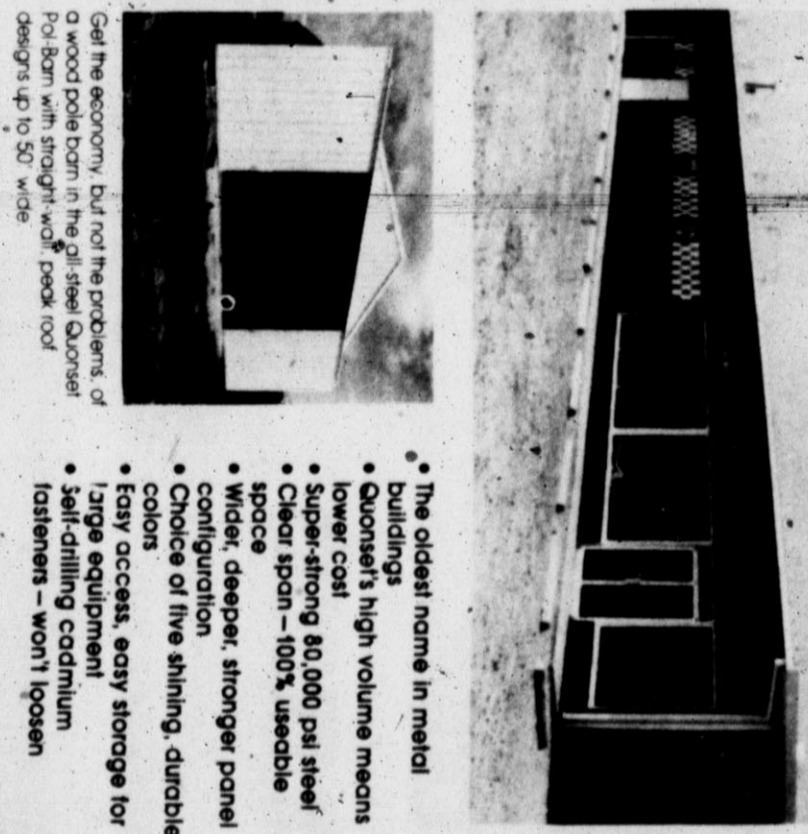 Get the economy, but not the problems, of
a wood pole barn in the all-steel Quonset
Pol-Barn with straight-wall, peak roof
designs up to 50' wide.
• The oldest name in metal
buildings
• Quonset's high volume means
lower cost
• Super-strong 80,000 psi steel
• Clear span – 100% useable
space
• Wider, deeper, stronger panel
configuration
• Choice of five shining, durable
colors
• Easy access, easy storage for
large equipment
• Self-drilling cadmium
fasteners – won't loosen